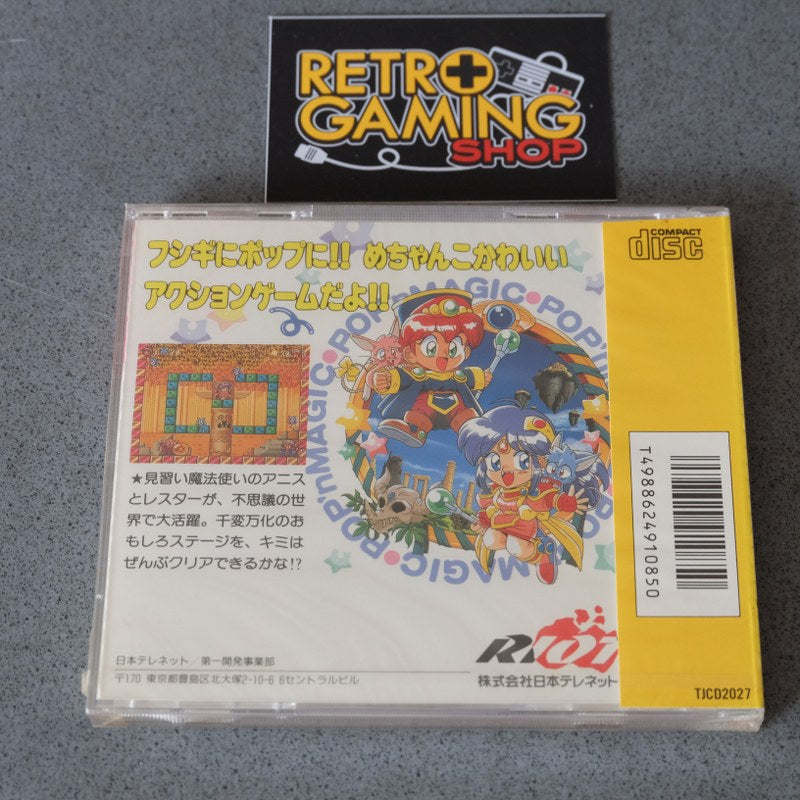 RETRO
GAMING
SHOP
フシギにポップに!! めちゃんこかわいい
アクションゲームだよ!!
COMPACT
disc
POP'nMAGIC•POP'nMAGIC•POP'n
MAGIC•PO
★見習い魔法使いのアニス
とレスターが、不思議の世
界で大活躍。千変万化のお
もしろステージを、キミは
ぜんぶクリアできるかな!?
T4988624910850
RIOT
日本テレネット／第一開発事業部
〒170 東京都豊島区北大塚2-10-6 6セントラルビル
株式会社日本テレネット
TJCD2027